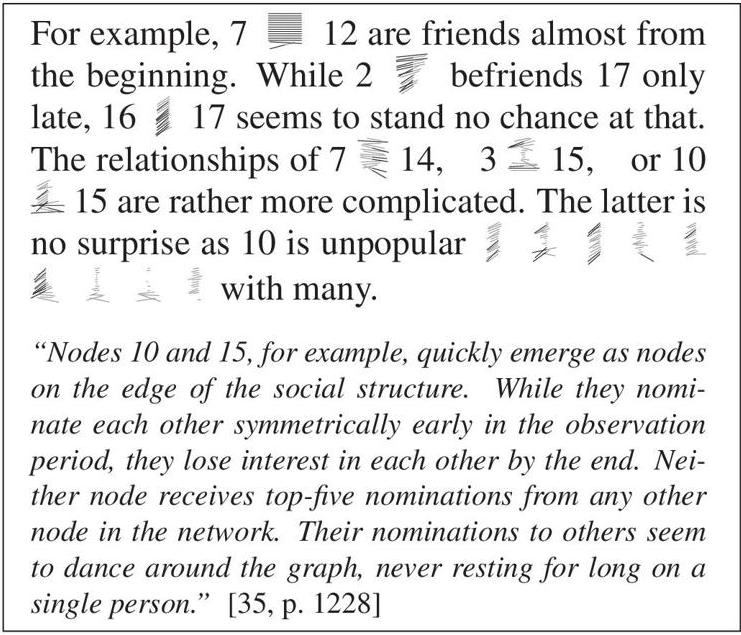 For example, 7 12 are friends almost from
the beginning. While 2 befriends 17 only
late, 16 17 seems to stand no chance at that.
The relationships of 7 14, 3 15, or 10
15 are rather more complicated. The latter is
no surprise as 10 is unpopular
with many.
“Nodes 10 and 15, for example, quickly emerge as nodes
on the edge of the social structure. While they nomi-
nate each other symmetrically early in the observation
period, they lose interest in each other by the end. Nei-
ther node receives top-five nominations from any other
node in the network. Their nominations to others seem
to dance around the graph, never resting for long on a
single person.” [35, p. 1228]